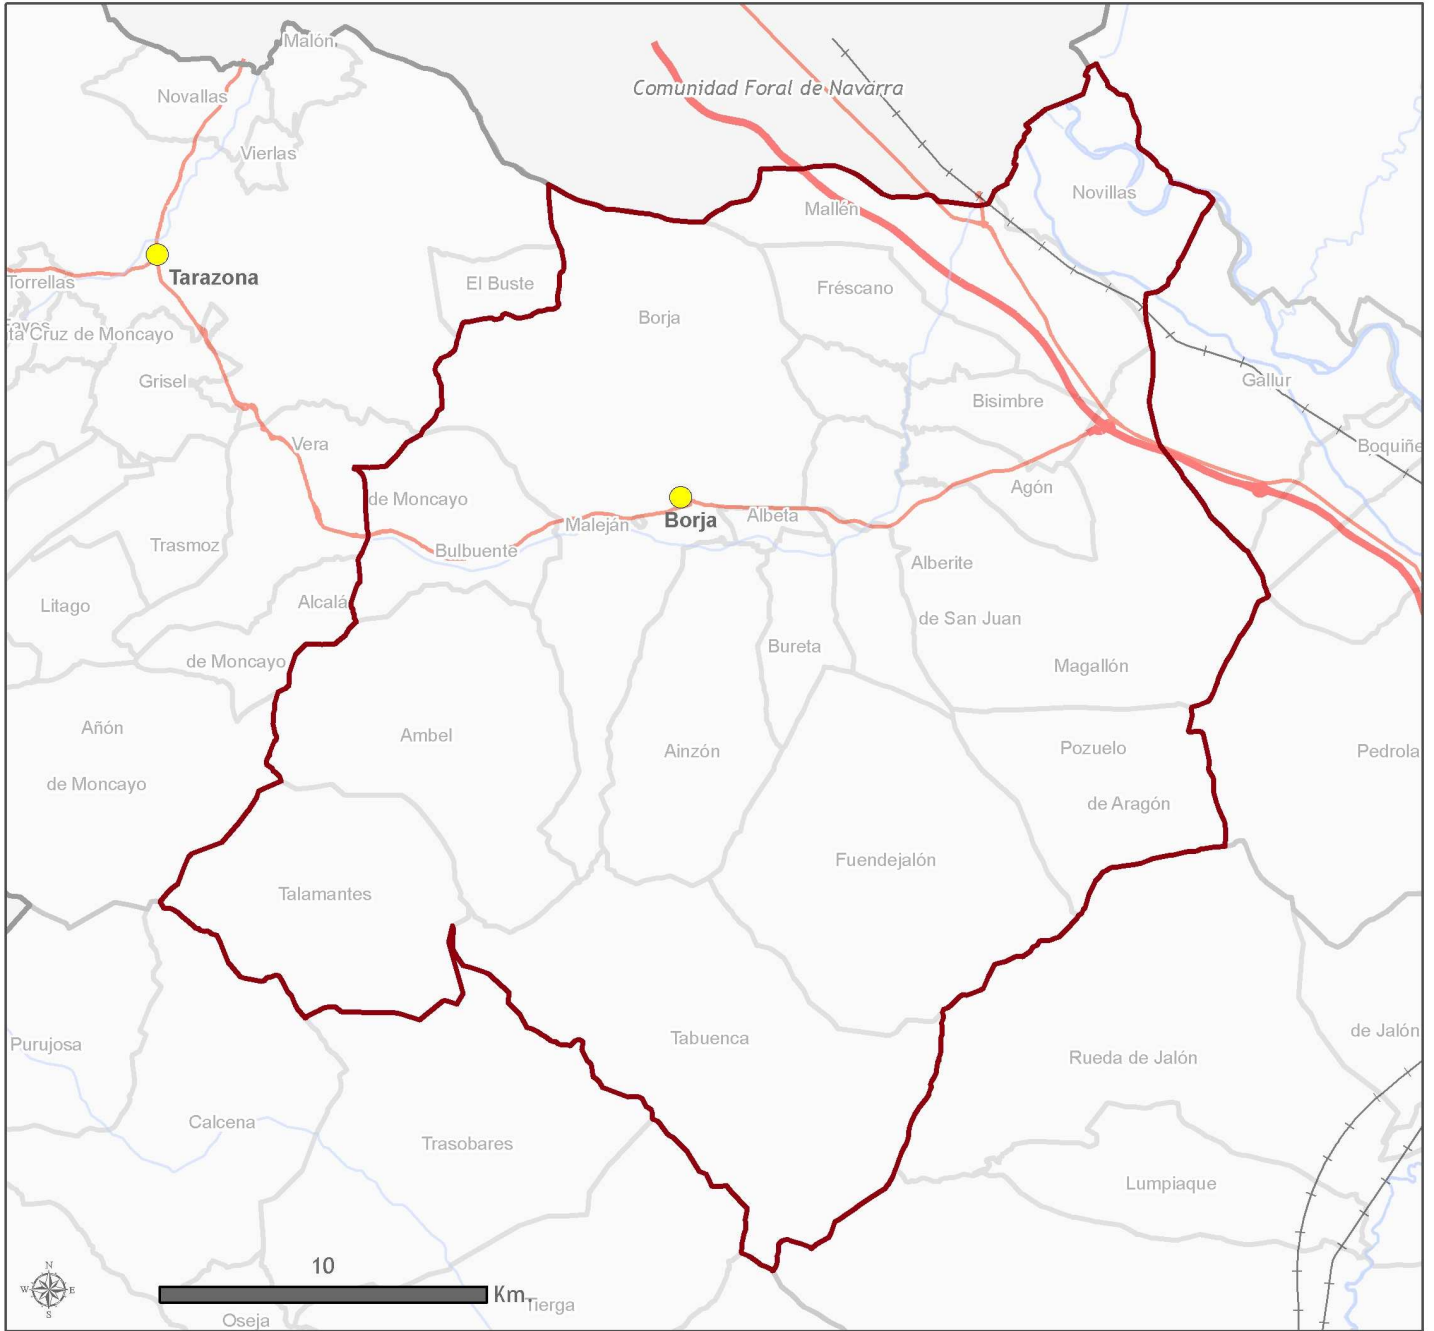 Malón
Comunidad Foral de Navarra
Novallas
Vierlas
Novillas
Mallén
Tarazona
Torrellas
El Buste
Fréscano
Borja
ta Cruz de Moncayo
Grisel
Gallur
Bisimbre
Vera
Boquiñe
de Moncayo
Agón
Borja
Albeta
Maleján
Trasmoz
Bulbuente
Alberite
Litago
Alcalá
de San Juan
Bureta
de Moncayo
Magallón
Añón
Ambel
Ainzón
Pozuelo
Pedrola
de Moncayo
de Aragón
Fuendejalón
Talamantes
Purujosa
Tabuenca
de Jalón
Rueda de Jalón
Calcena
Trasobares
Lumpiaque
N
W E
S
10
Km.
Tierga
Oseja